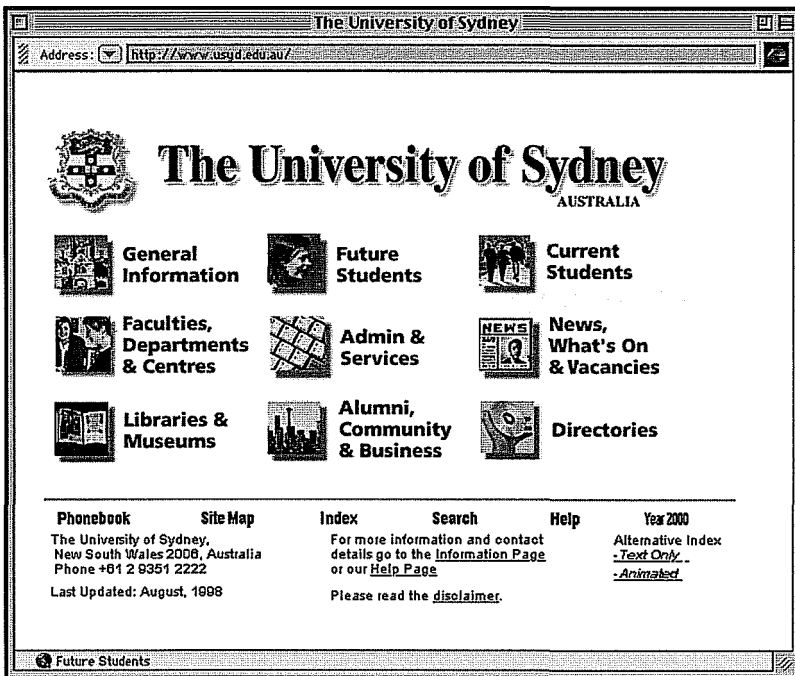 The University of Sydney
Address: http://www.usyd.edu.au/
The University of Sydney
AUSTRALIA
General
Information
Future
Students
Current
Students
Faculties,
Departments
& Centres
Admin &
Services
NEWS
News,
What's On
& Vacancies
Libraries &
Museums
Alumni,
Community
& Business
Directories
Phonebook Site Map Index Search Help Year 2000
The University of Sydney,
New South Wales 2006, Australia
Phone +61 2 9351 2222
Last Updated: August, 1998
For more information and contact
details go to the Information Page
or our Help Page
Please read the disclaimer.
Alternative Index
- Text Only
- Animated
Future Students